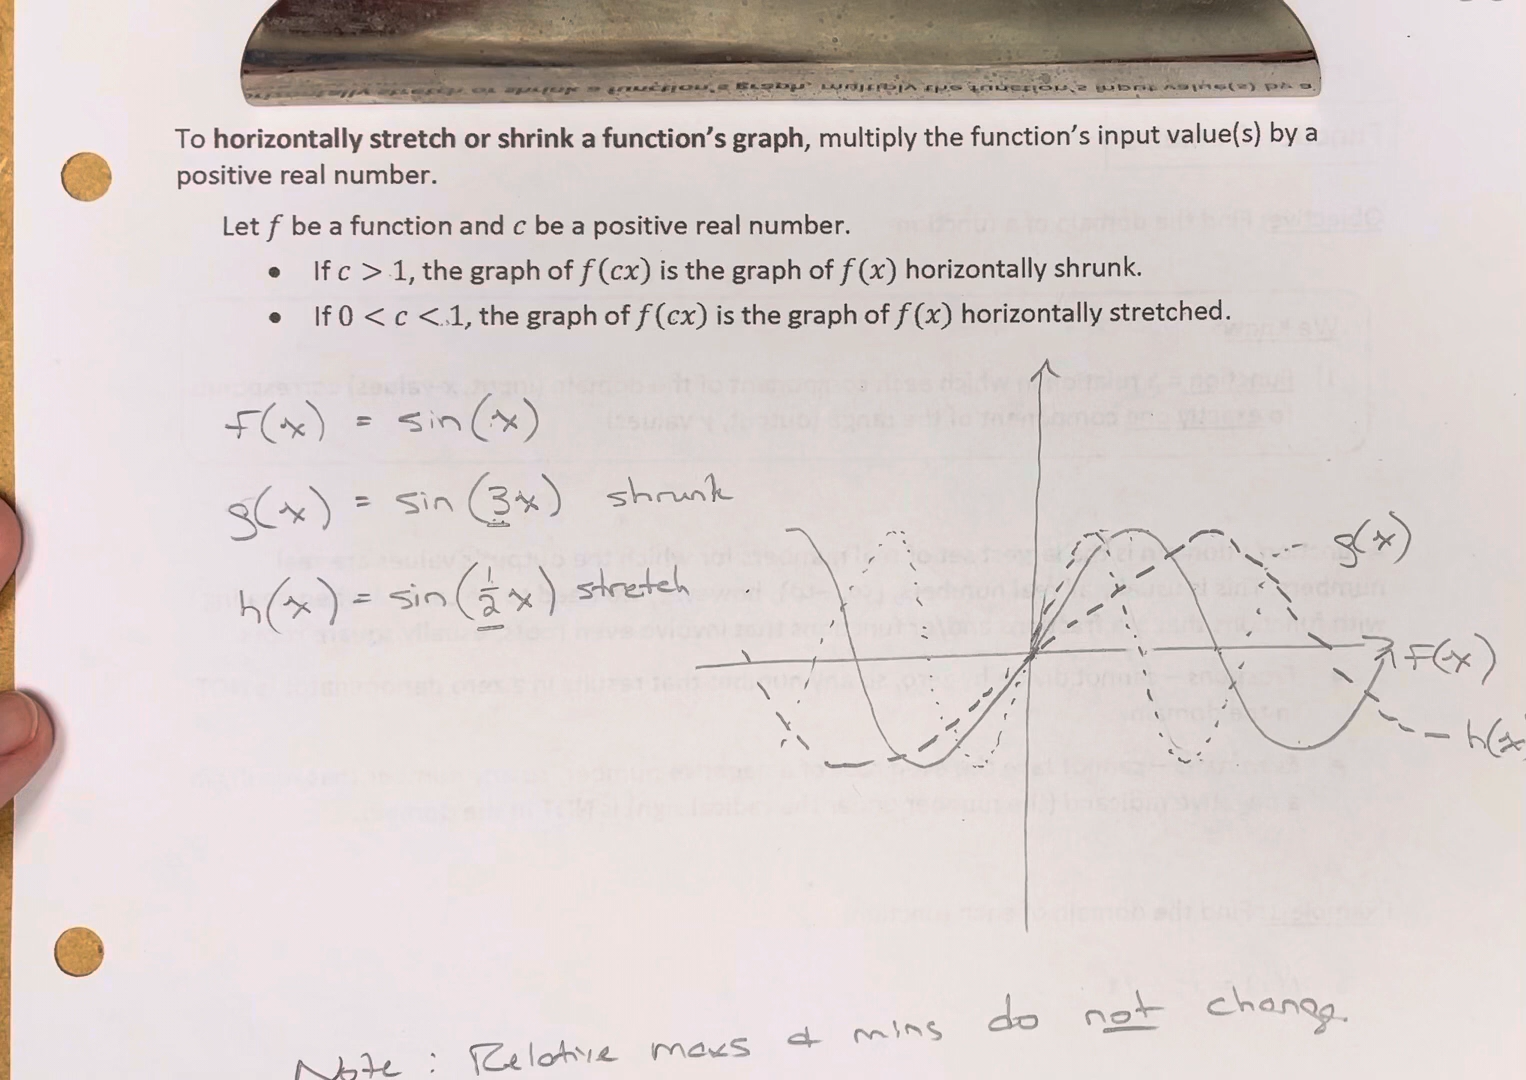 To horizontally stretch or shrink a function's graph, multiply the function's input value(s) by a
positive real number.
Let f be a function and c be a positive real number.
• If c > 1, the graph of f(cx) is the graph of f(x) horizontally shrunk.
• If 0 < c < 1, the graph of f(cx) is the graph of f(x) horizontally stretched.
f(x) = sin(x)
g(x) = sin(3x) shrunk
h(x) = sin(1/2 x) stretch
g(x)
f(x)
h(x
Note: Relative maxs & mins do not change.